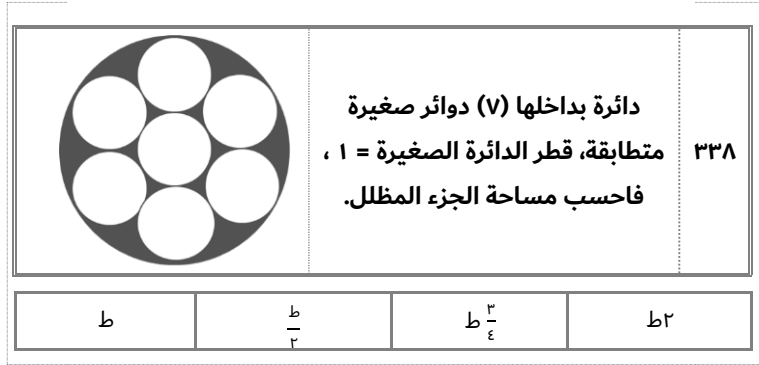 ٣٣٨
دائرة بداخلها (٧) دوائر صغيرة
متطابقة، قطر الدائرة الصغيرة = ١ ،
فاحسب مساحة الجزء المظلل.
٢ط
٣/٤ ط
ط/٢
ط